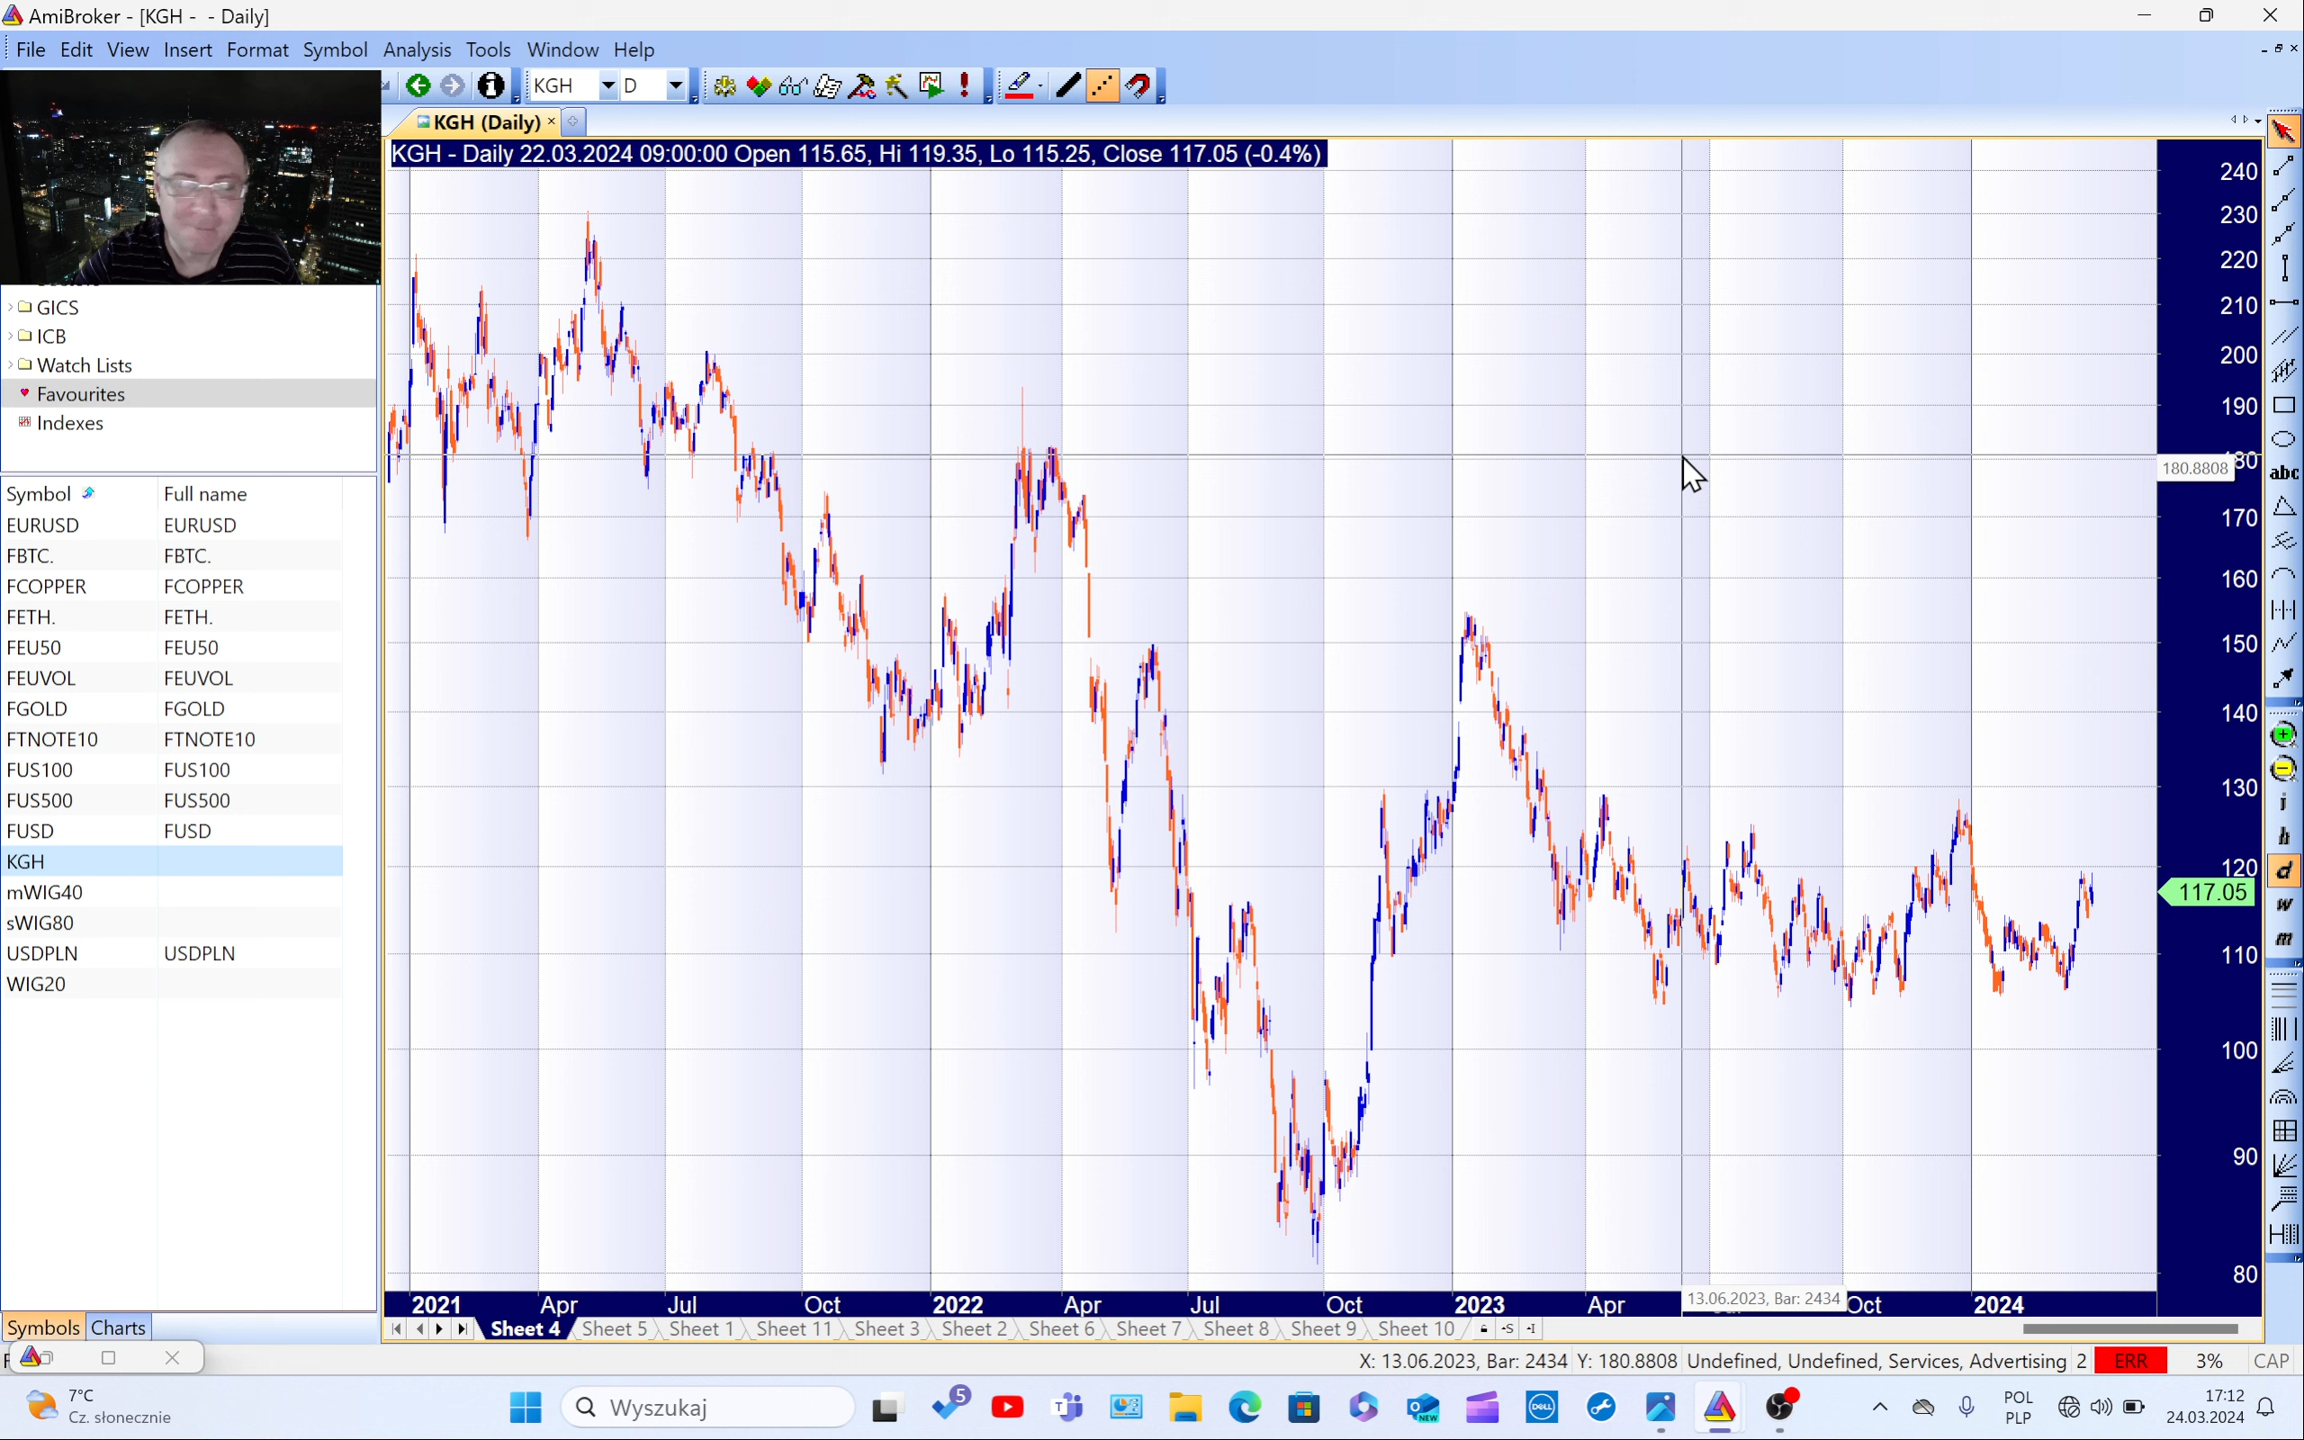 AmiBroker - [KGH -  - Daily]
File Edit View Insert Format Symbol Analysis Tools Window Help
KGH D
KGH (Daily)
KGH - Daily 22.03.2024 09:00:00 Open 115.65, Hi 119.35, Lo 115.25, Close 117.05 (-0.4%)
GICS
ICB
Watch Lists
Favourites
Indexes
Symbol Full name
EURUSD EURUSD
FBTC. FBTC.
FCOPPER FCOPPER
FETH. FETH.
FEU50 FEU50
FEUVOL FEUVOL
FGOLD FGOLD
FTNOTE10 FTNOTE10
FUS100 FUS100
FUS500 FUS500
FUSD FUSD
KGH
mWIG40
sWIG80
USDPLN USDPLN
WIG20
Symbols Charts
240
230
220
210
200
190
180.8808
170
160
150
140
130
120
117.05
110
100
90
80
abc
i
h
d
w
m
2021 Apr Jul Oct 2022 Apr Jul Oct 2023 Apr 13.06.2023, Bar: 2434 Oct 2024
Sheet 4 Sheet 5 Sheet 1 Sheet 11 Sheet 3 Sheet 2 Sheet 6 Sheet 7 Sheet 8 Sheet 9 Sheet 10
X: 13.06.2023, Bar: 2434 Y: 180.8808 Undefined, Undefined, Services, Advertising 2 ERR 3% CAP
7°C
Cz. słonecznie
Wyszukaj
5
NEW
DELL
POL
PLP
17:12
24.03.2024